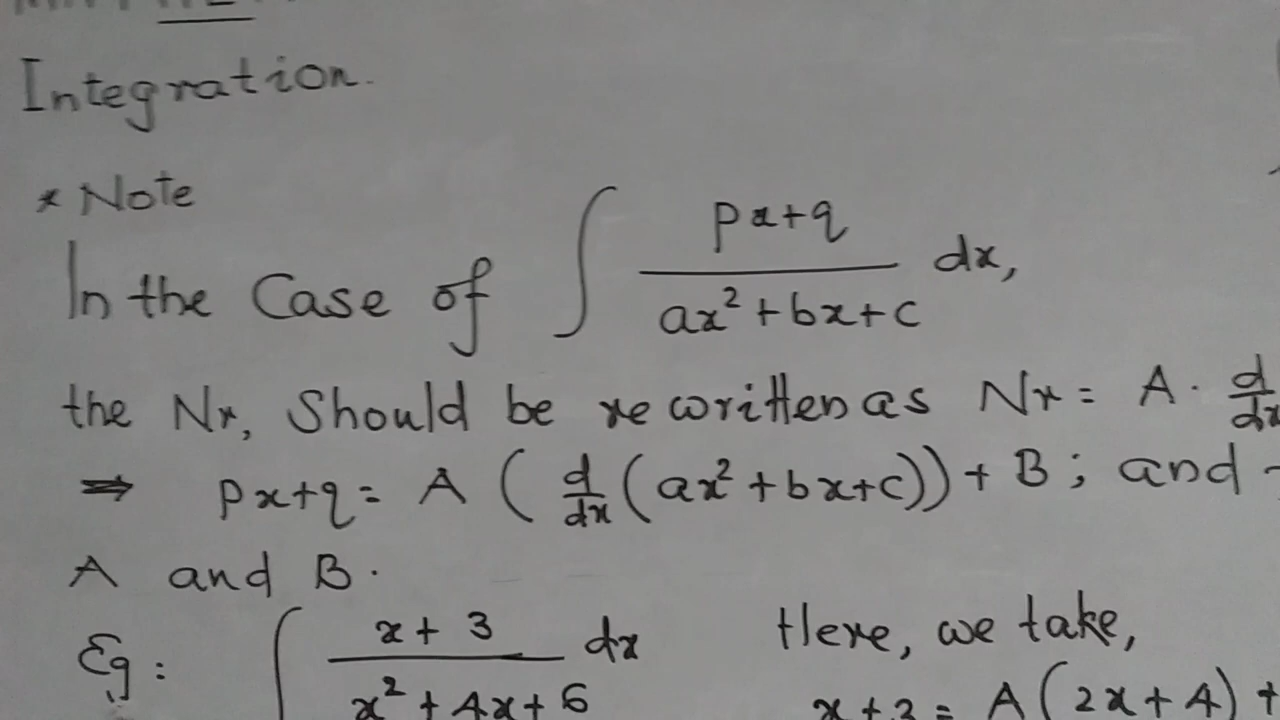 Integration.
* Note
In the Case of ∫ px+q / ax²+bx+c dx,
the Nr, Should be rewritten as Nr = A · d/dx
⇒ px+q = A ( d/dx (ax²+bx+c)) + B ; and
A and B.
Eg: ∫ x+3 / x²+4x+6 dx Here, we take,
x+3 = A(2x+4) +